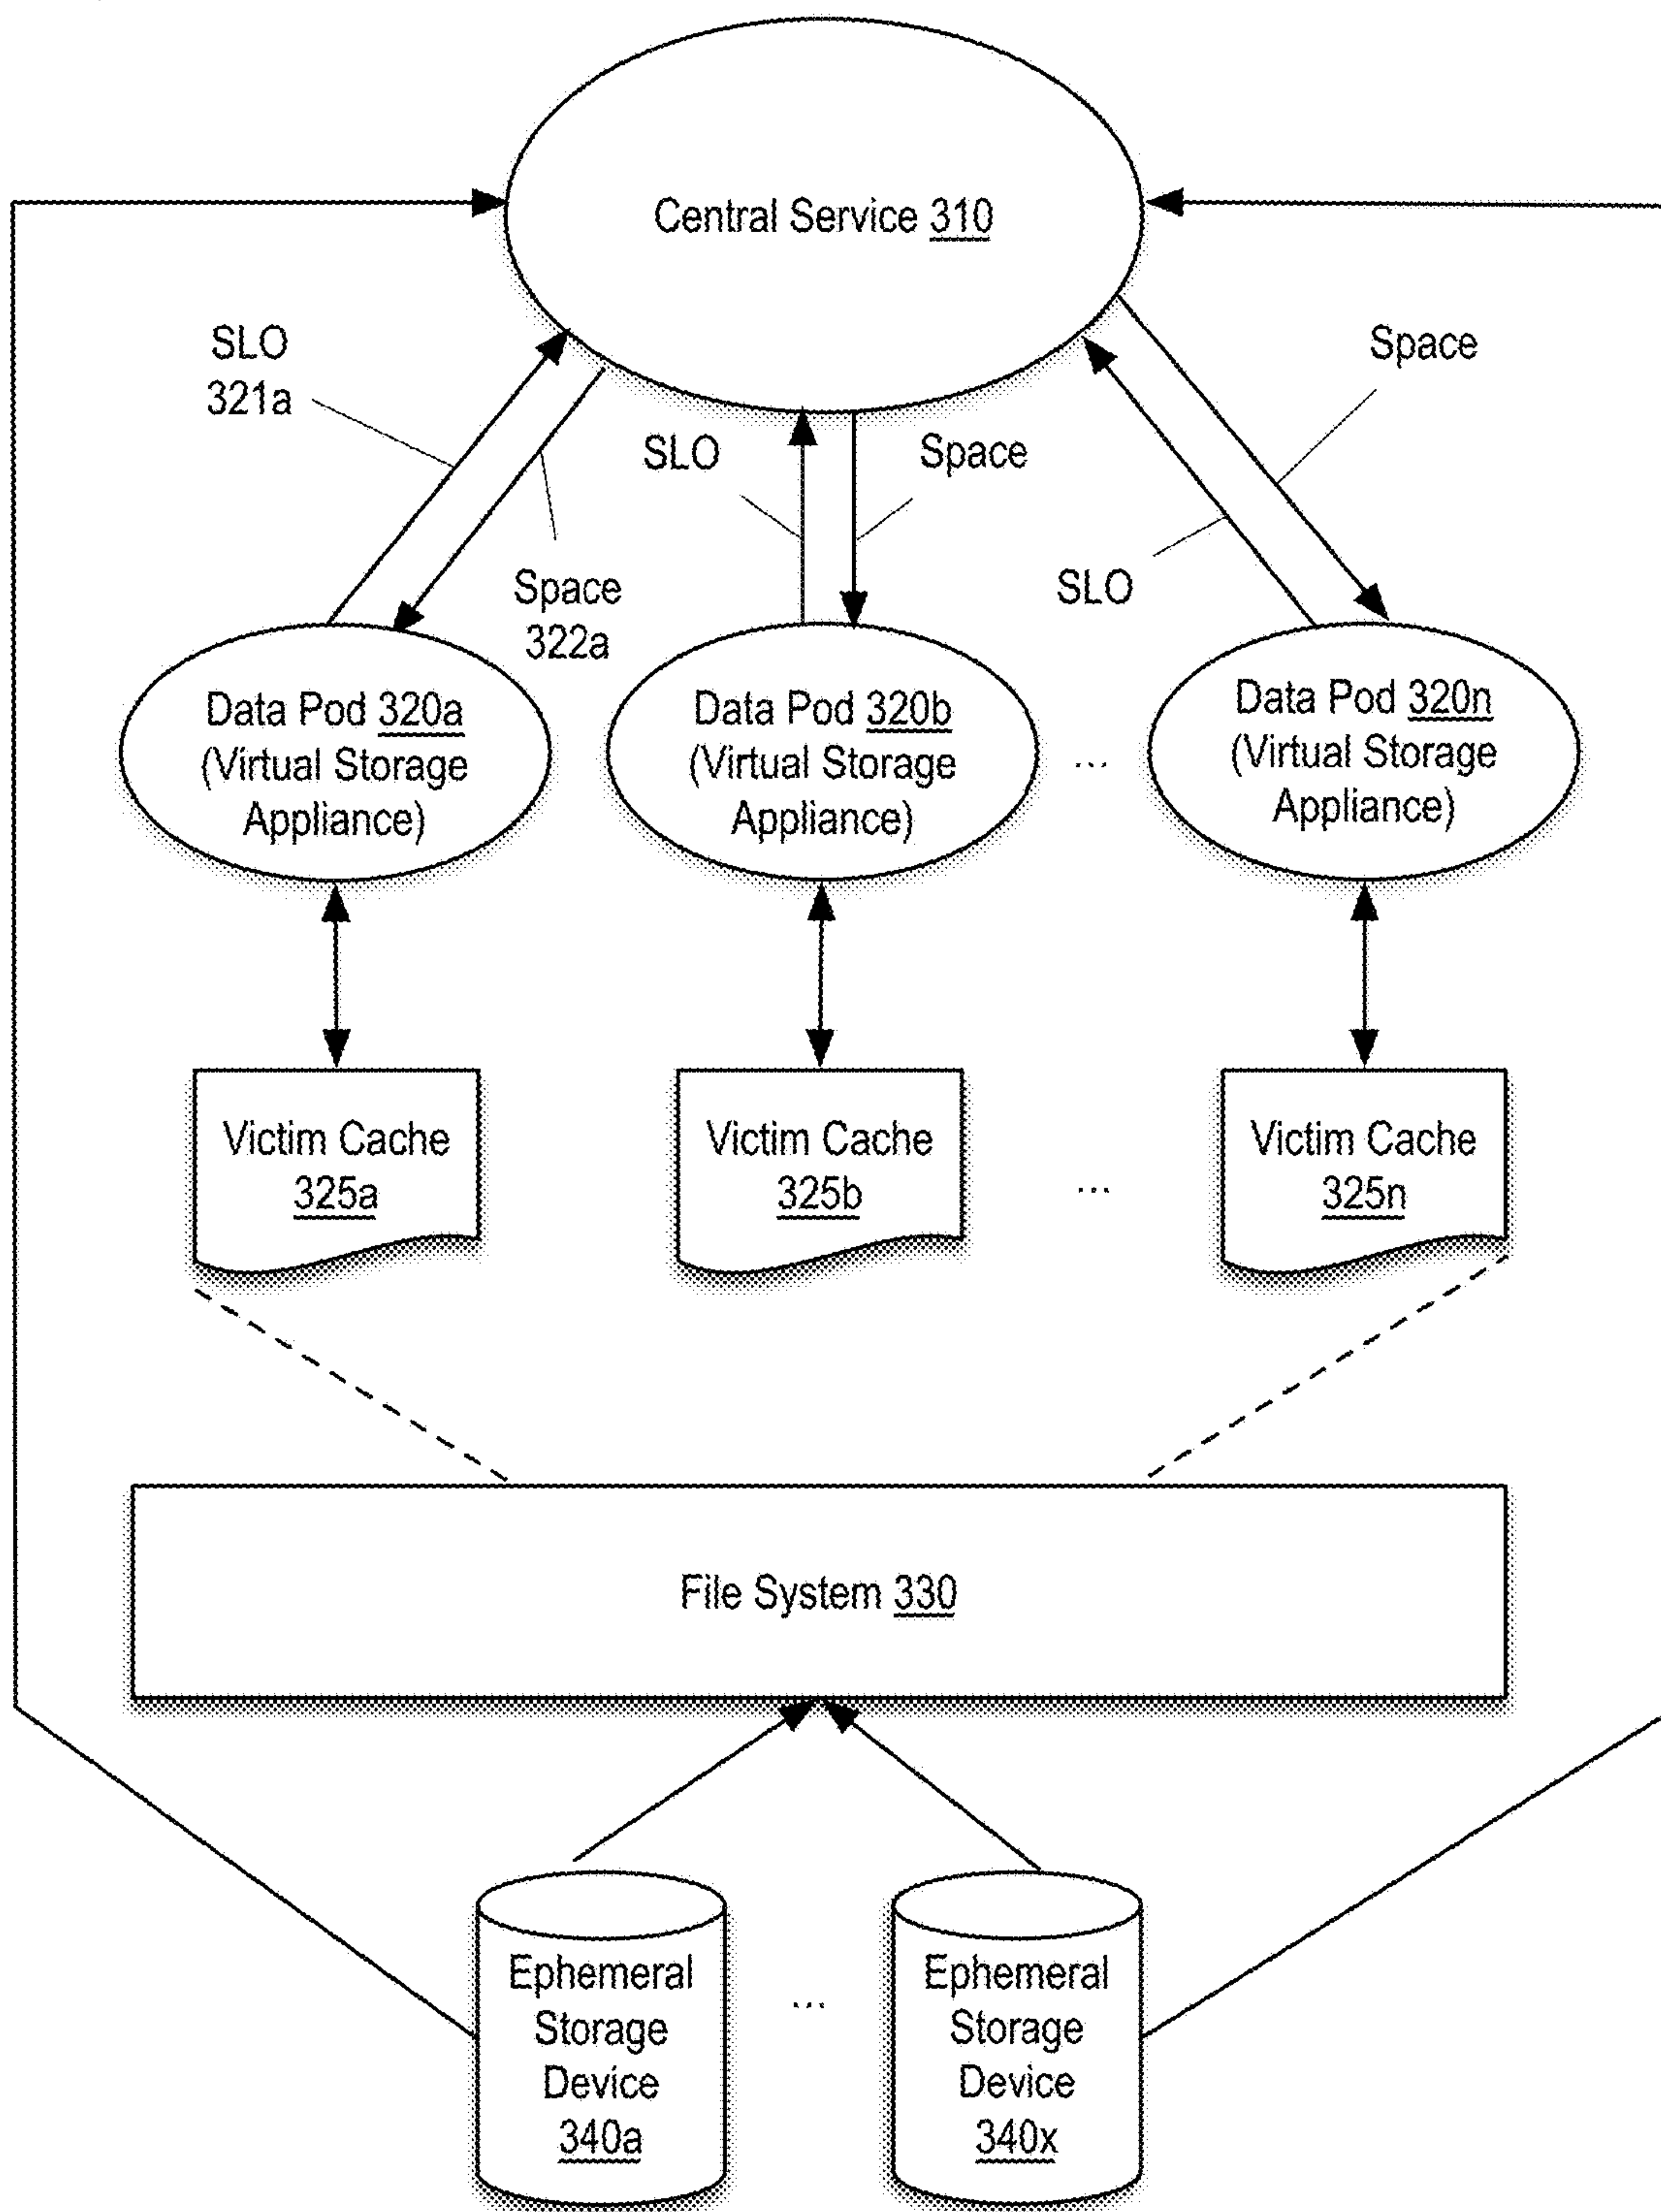 Central Service 310
SLO
321a
Space
SLO
Space
Space
322a
SLO
Data Pod 320a
(Virtual Storage
Appliance)
Data Pod 320b
(Virtual Storage
Appliance)
...
Data Pod 320n
(Virtual Storage
Appliance)
Victim Cache
325a
Victim Cache
325b
...
Victim Cache
325n
File System 330
Ephemeral
Storage
Device
340a
...
Ephemeral
Storage
Device
340x